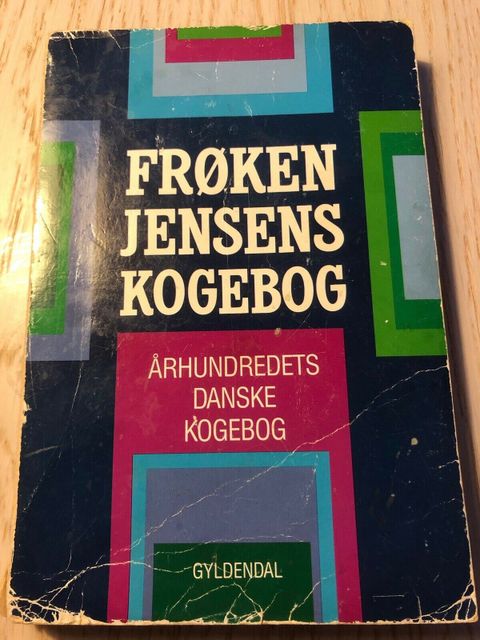 FRØKEN
JENSENS
KOGEBOG
ÅRHUNDREDETS
DANSKE
KOGEBOG
GYLDENDAL